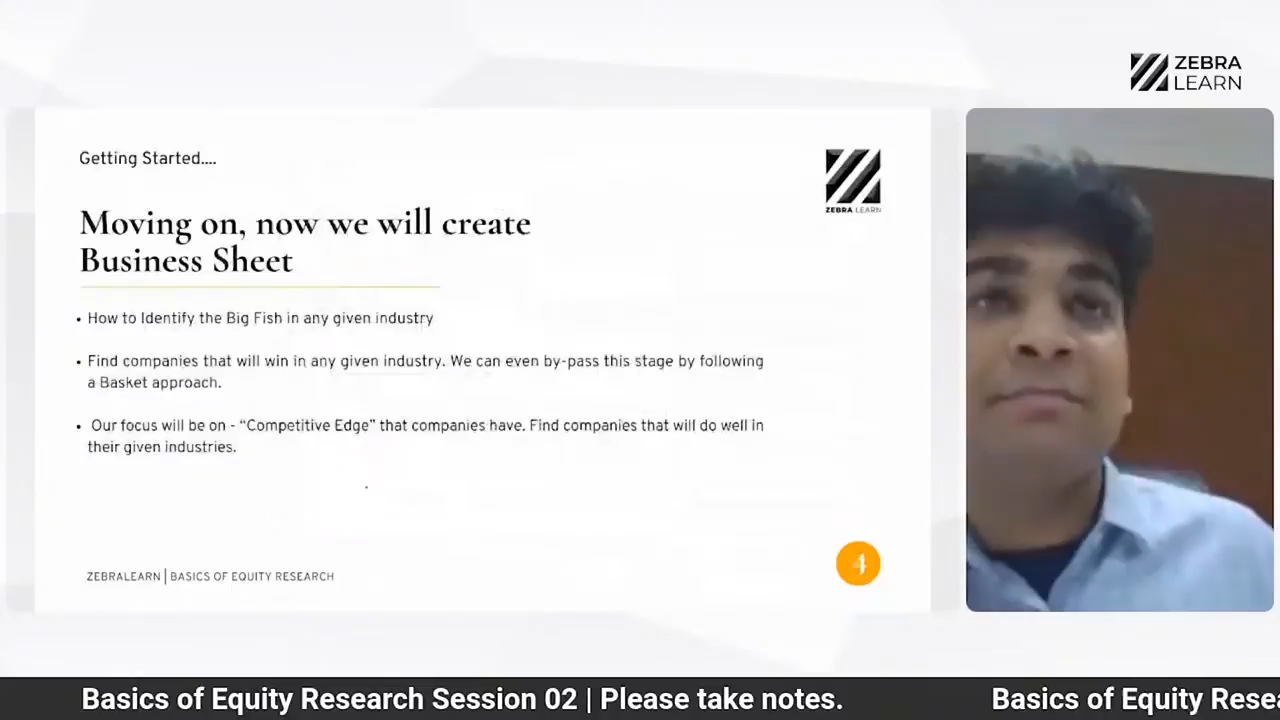 ZEBRA
LEARN
Getting Started....
ZEBRA LEARN
Moving on, now we will create
Business Sheet
• How to Identify the Big Fish in any given industry
• Find companies that will win in any given industry. We can even by-pass this stage by following
a Basket approach.
• Our focus will be on - “Competitive Edge” that companies have. Find companies that will do well in
their given industries.
4
ZEBRALEARN | BASICS OF EQUITY RESEARCH
Basics of Equity Research Session 02 | Please take notes. Basics of Equity Rese